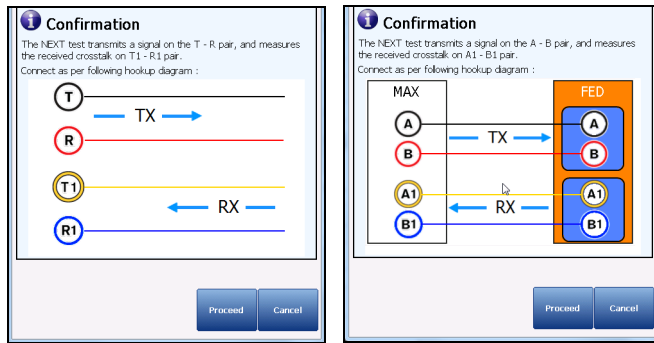 Confirmation
The NEXT test transmits a signal on the T - R pair, and measures
the received crosstalk on T1 - R1 pair.
Connect as per following hookup diagram :
T
TX
R
T1
RX
R1
Proceed
Cancel
Confirmation
The NEXT test transmits a signal on the A - B pair, and measures
the received crosstalk on A1 - B1 pair.
Connect as per following hookup diagram :
MAX
FED
A
TX
A
B
B
A1
A1
RX
B1
B1
Proceed
Cancel